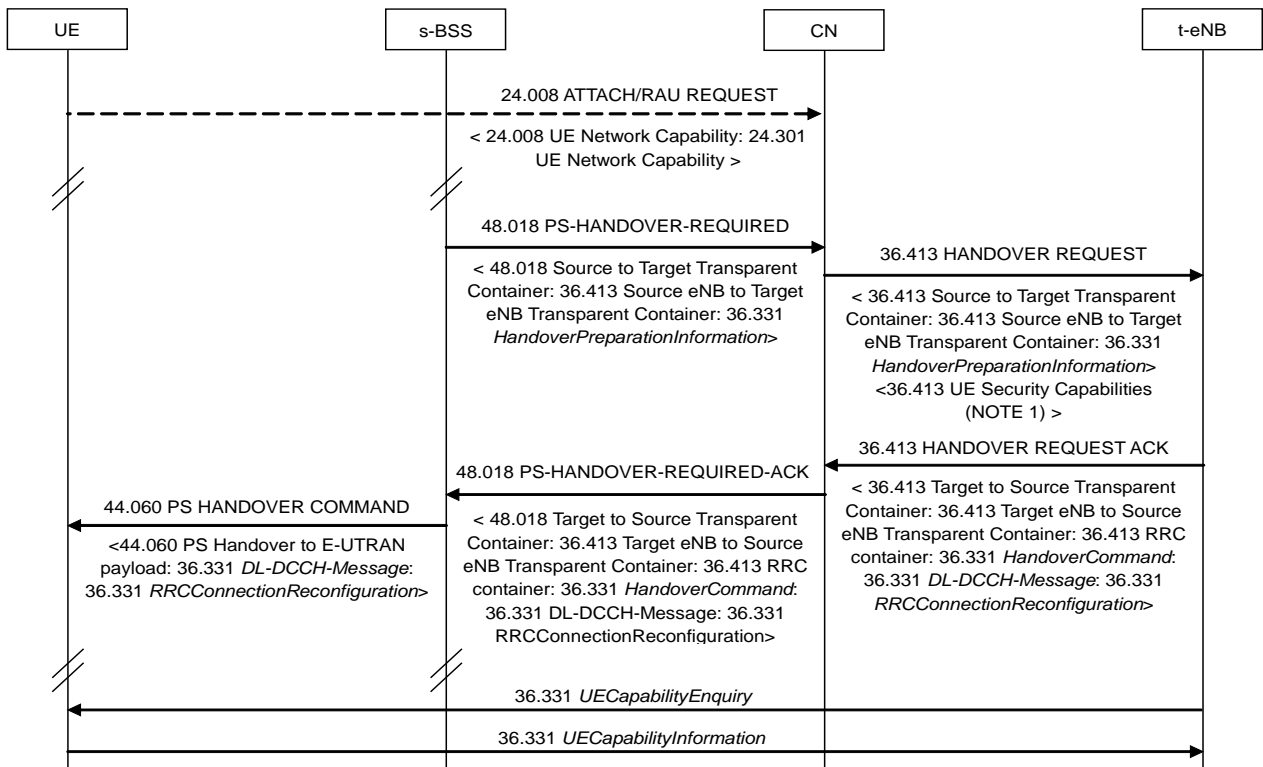 UE
s-BSS
CN
t-eNB
24.008 ATTACH/RAU REQUEST
< 24.008 UE Network Capability: 24.301
UE Network Capability >
48.018 PS-HANDOVER-REQUIRED
< 48.018 Source to Target Transparent
Container: 36.413 Source eNB to Target
eNB Transparent Container: 36.331
HandoverPreparationInformation>
36.413 HANDOVER REQUEST
< 36.413 Source to Target Transparent
Container: 36.413 Source eNB to Target
eNB Transparent Container: 36.331
HandoverPreparationInformation>
<36.413 UE Security Capabilities
(NOTE 1) >
36.413 HANDOVER REQUEST ACK
< 36.413 Target to Source Transparent
Container: 36.413 Target eNB to Source
eNB Transparent Container: 36.413 RRC
container: 36.331 HandoverCommand:
36.331 DL-DCCH-Message: 36.331
RRCConnectionReconfiguration>
48.018 PS-HANDOVER-REQUIRED-ACK
< 48.018 Target to Source Transparent
Container: 36.413 Target eNB to Source
eNB Transparent Container: 36.413 RRC
container: 36.331 HandoverCommand:
36.331 DL-DCCH-Message: 36.331
RRCConnectionReconfiguration>
44.060 PS HANDOVER COMMAND
<44.060 PS Handover to E-UTRAN
payload: 36.331 DL-DCCH-Message:
36.331 RRCConnectionReconfiguration>
36.331 UECapabilityEnquiry
36.331 UECapabilityInformation